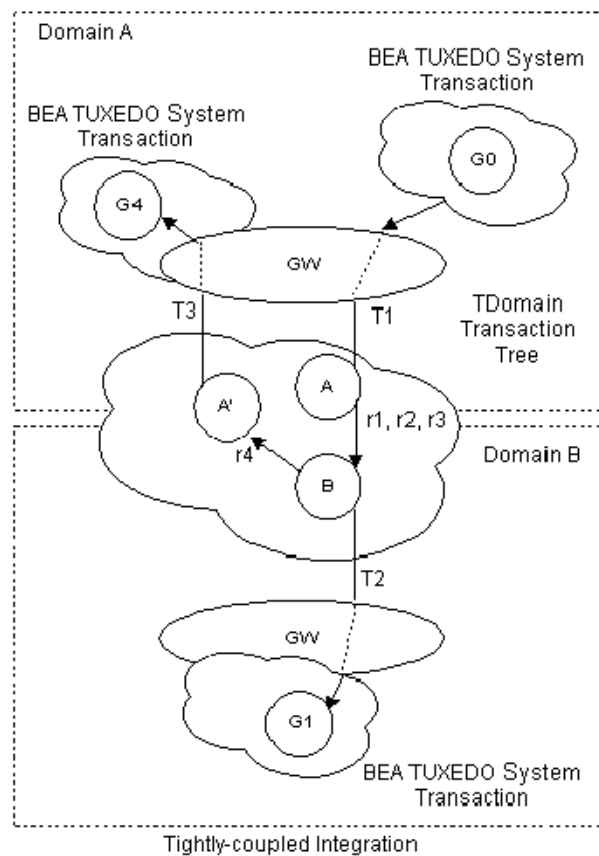 Domain A
BEA TUXEDO System
Transaction
BEA TUXEDO System
Transaction
G0
G4
GW
T3
T1
TDomain
Transaction
Tree
A
A'
r1, r2, r3
r4
Domain B
B
T2
GW
G1
BEA TUXEDO System
Transaction
Tightly-coupled Integration